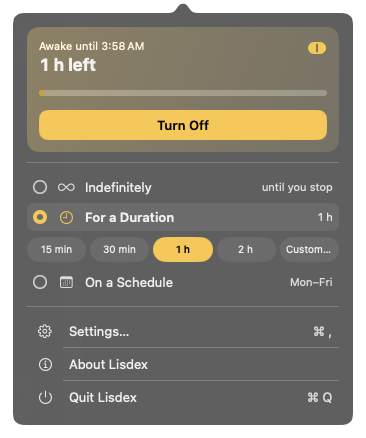 Awake until 3:58 AM
1 h left
Turn Off
Indefinitely until you stop
For a Duration 1 h
15 min 30 min 1 h 2 h Custom...
On a Schedule Mon–Fri
Settings... ⌘ ,
About Lisdex
Quit Lisdex ⌘ Q